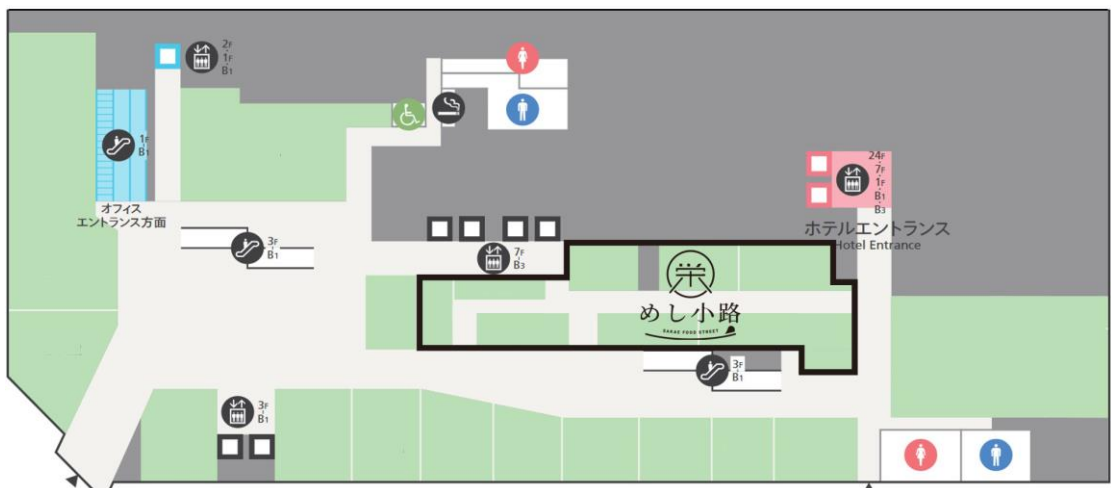 2F
1F
B1
1F
B1
オフィス
エントランス方面
3F
B1
7F
B3
24F
7F
1F
B1
B3
ホテルエントランス
Hotel Entrance
栄
めし小路
SAKAE FOOD STREET
3F
B1
3F
B1